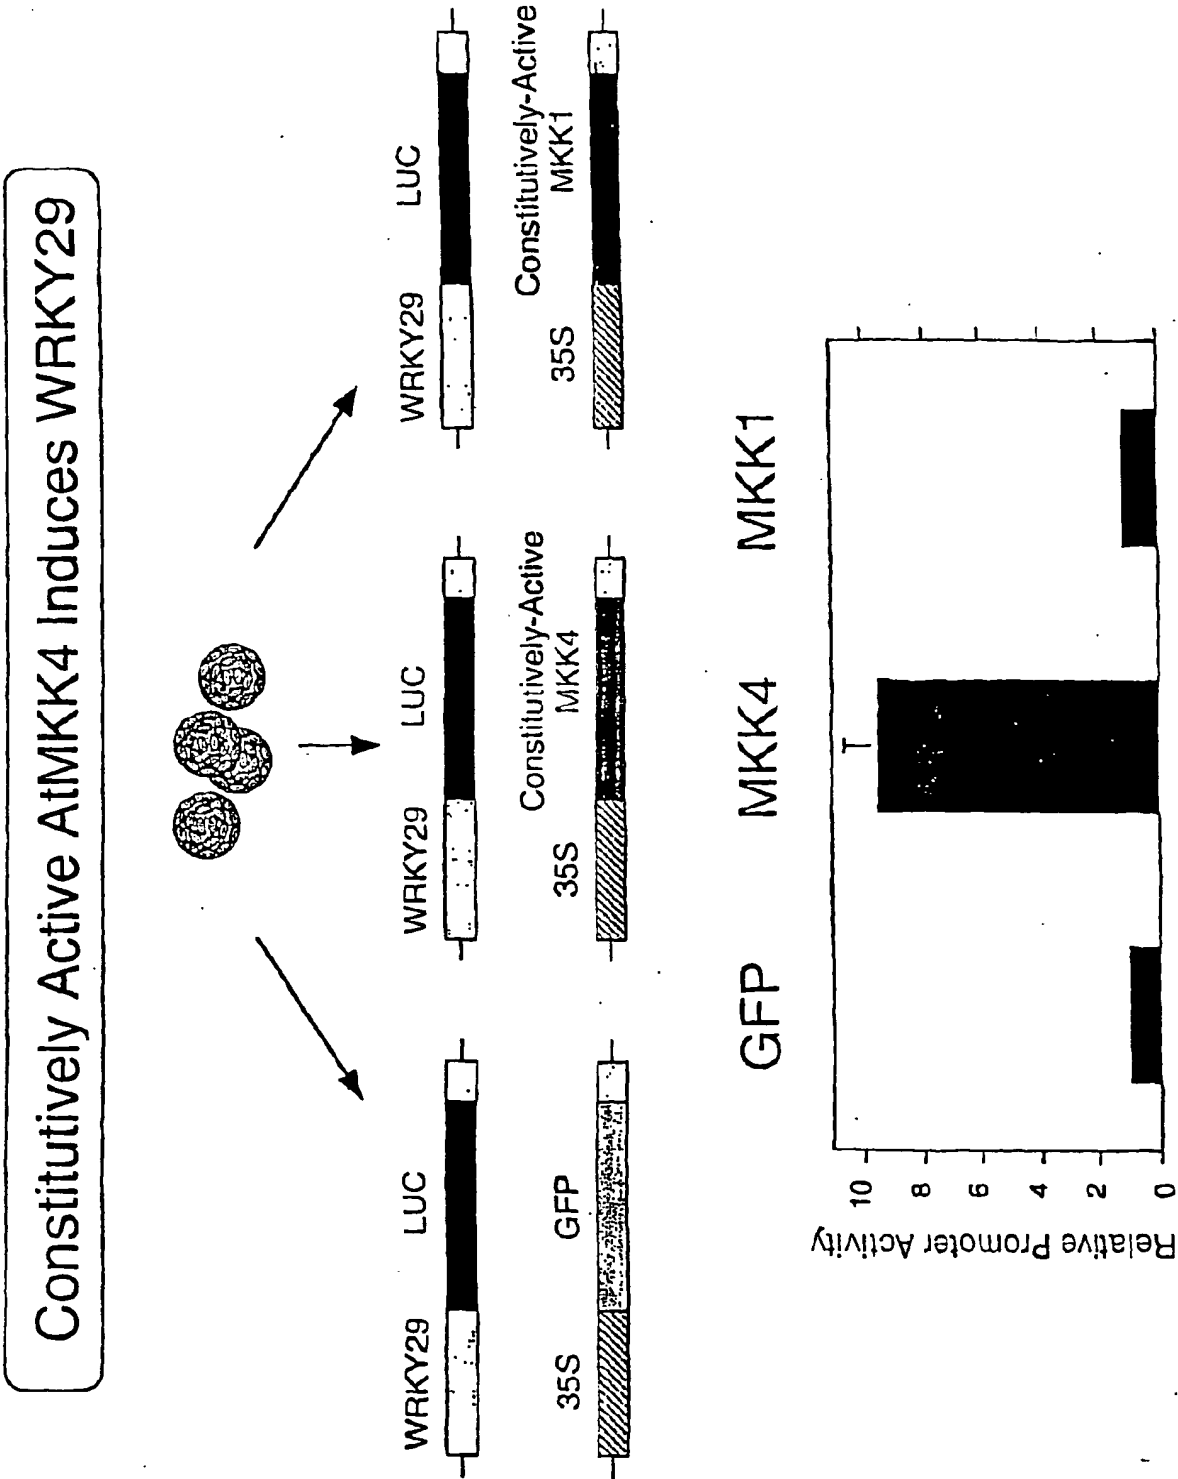 Constitutively Active AtMKK4 Induces WRKY29
WRKY29 LUC
35S GFP
WRKY29 LUC
Constitutively-Active
35S MKK4
WRKY29 LUC
Constitutively-Active
35S MKK1
GFP MKK4 MKK1
Relative Promoter Activity
10
8
6
4
2
0